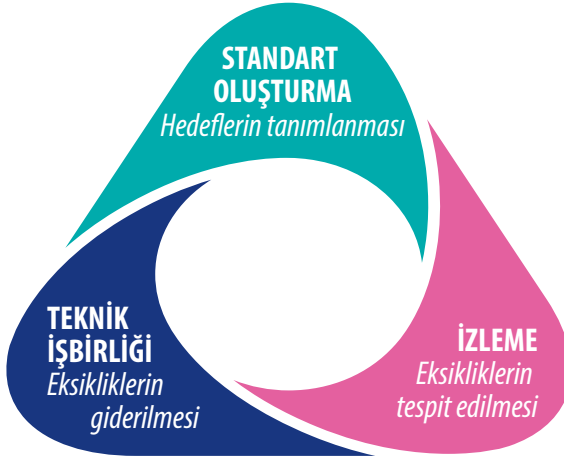 STANDART
OLUŞTURMA
Hedeflerin tanımlanması
TEKNİK
İŞBİRLİĞİ
Eksikliklerin
giderilmesi
İZLEME
Eksikliklerin
tespit edilmesi